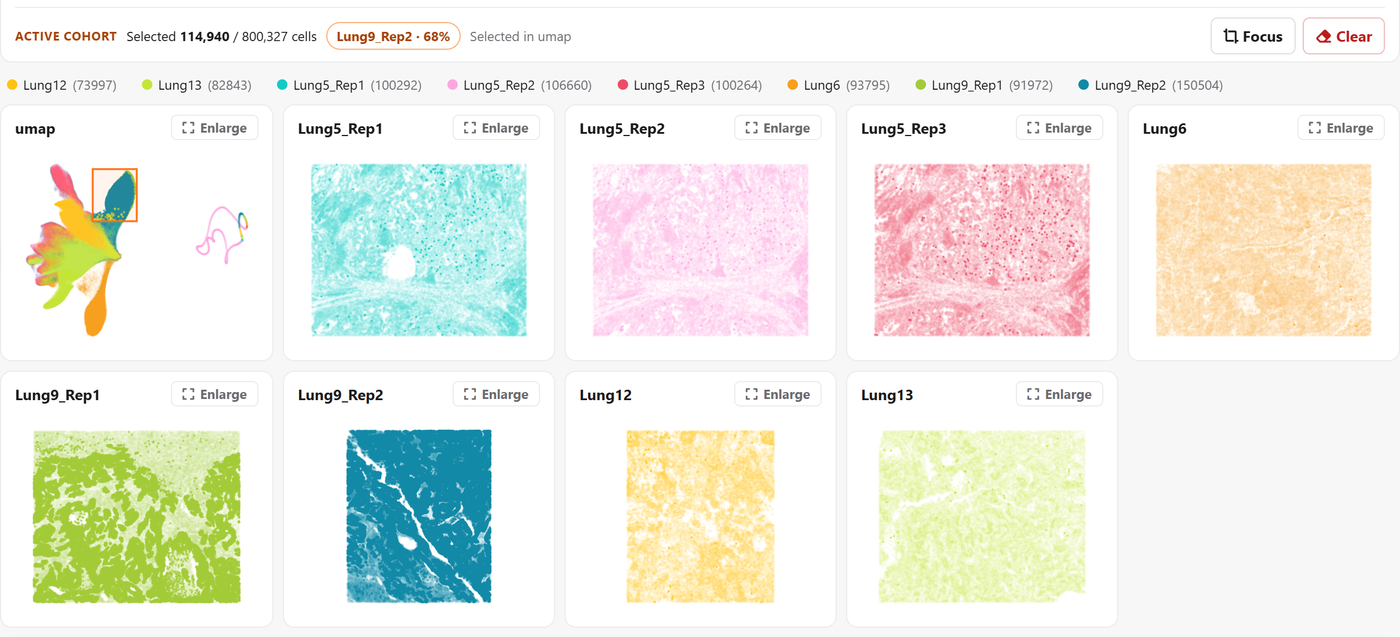 ACTIVE COHORT Selected 114,940 / 800,327 cells Lung9_Rep2 · 68% Selected in umap Focus Clear
Lung12 (73997) Lung13 (82843) Lung5_Rep1 (100292) Lung5_Rep2 (106660) Lung5_Rep3 (100264) Lung6 (93795) Lung9_Rep1 (91972) Lung9_Rep2 (150504)
umap Enlarge Lung5_Rep1 Enlarge Lung5_Rep2 Enlarge Lung5_Rep3 Enlarge Lung6 Enlarge
Lung9_Rep1 Enlarge Lung9_Rep2 Enlarge Lung12 Enlarge Lung13 Enlarge